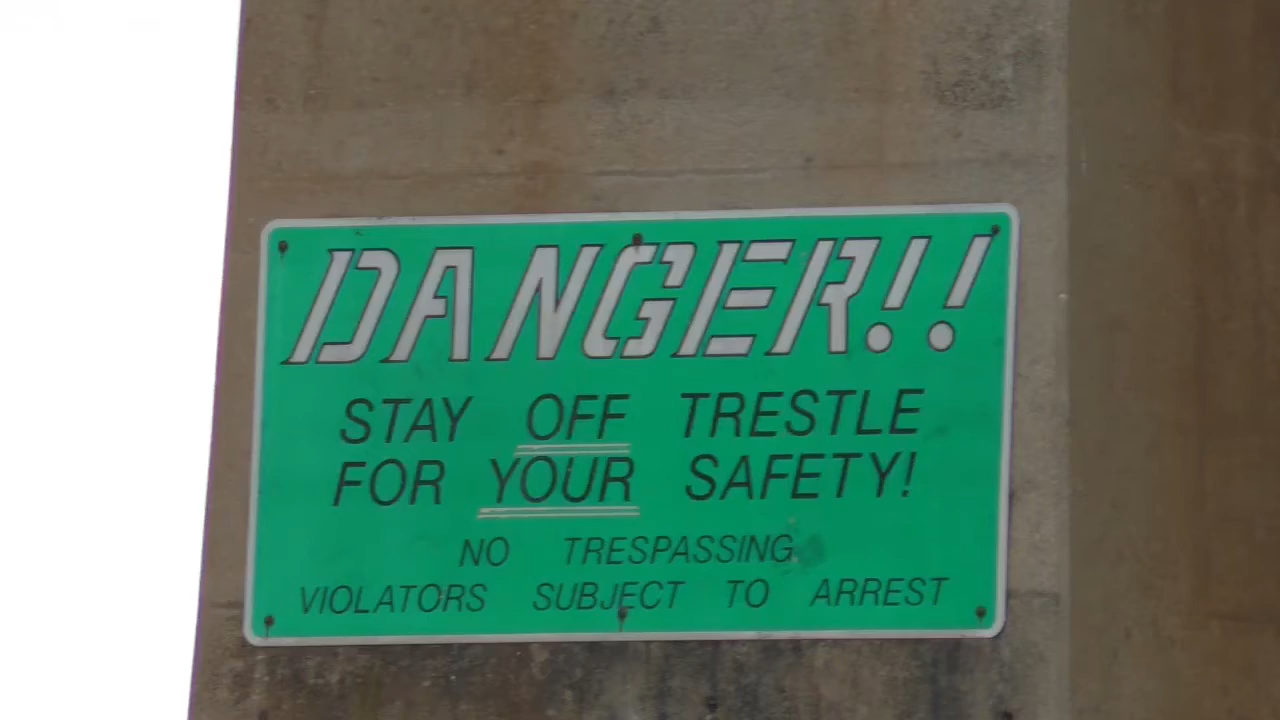 DANGER!!
STAY OFF TRESTLE
FOR YOUR SAFETY!
NO TRESPASSING
VIOLATORS SUBJECT TO ARREST